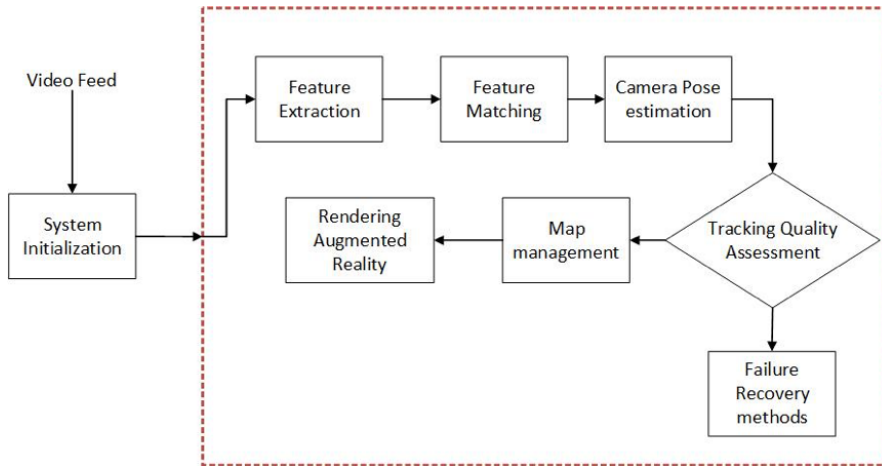 Video Feed
System
Initialization
Feature
Extraction
Feature
Matching
Camera Pose
estimation
Tracking Quality
Assessment
Map
management
Rendering
Augmented
Reality
Failure
Recovery
methods